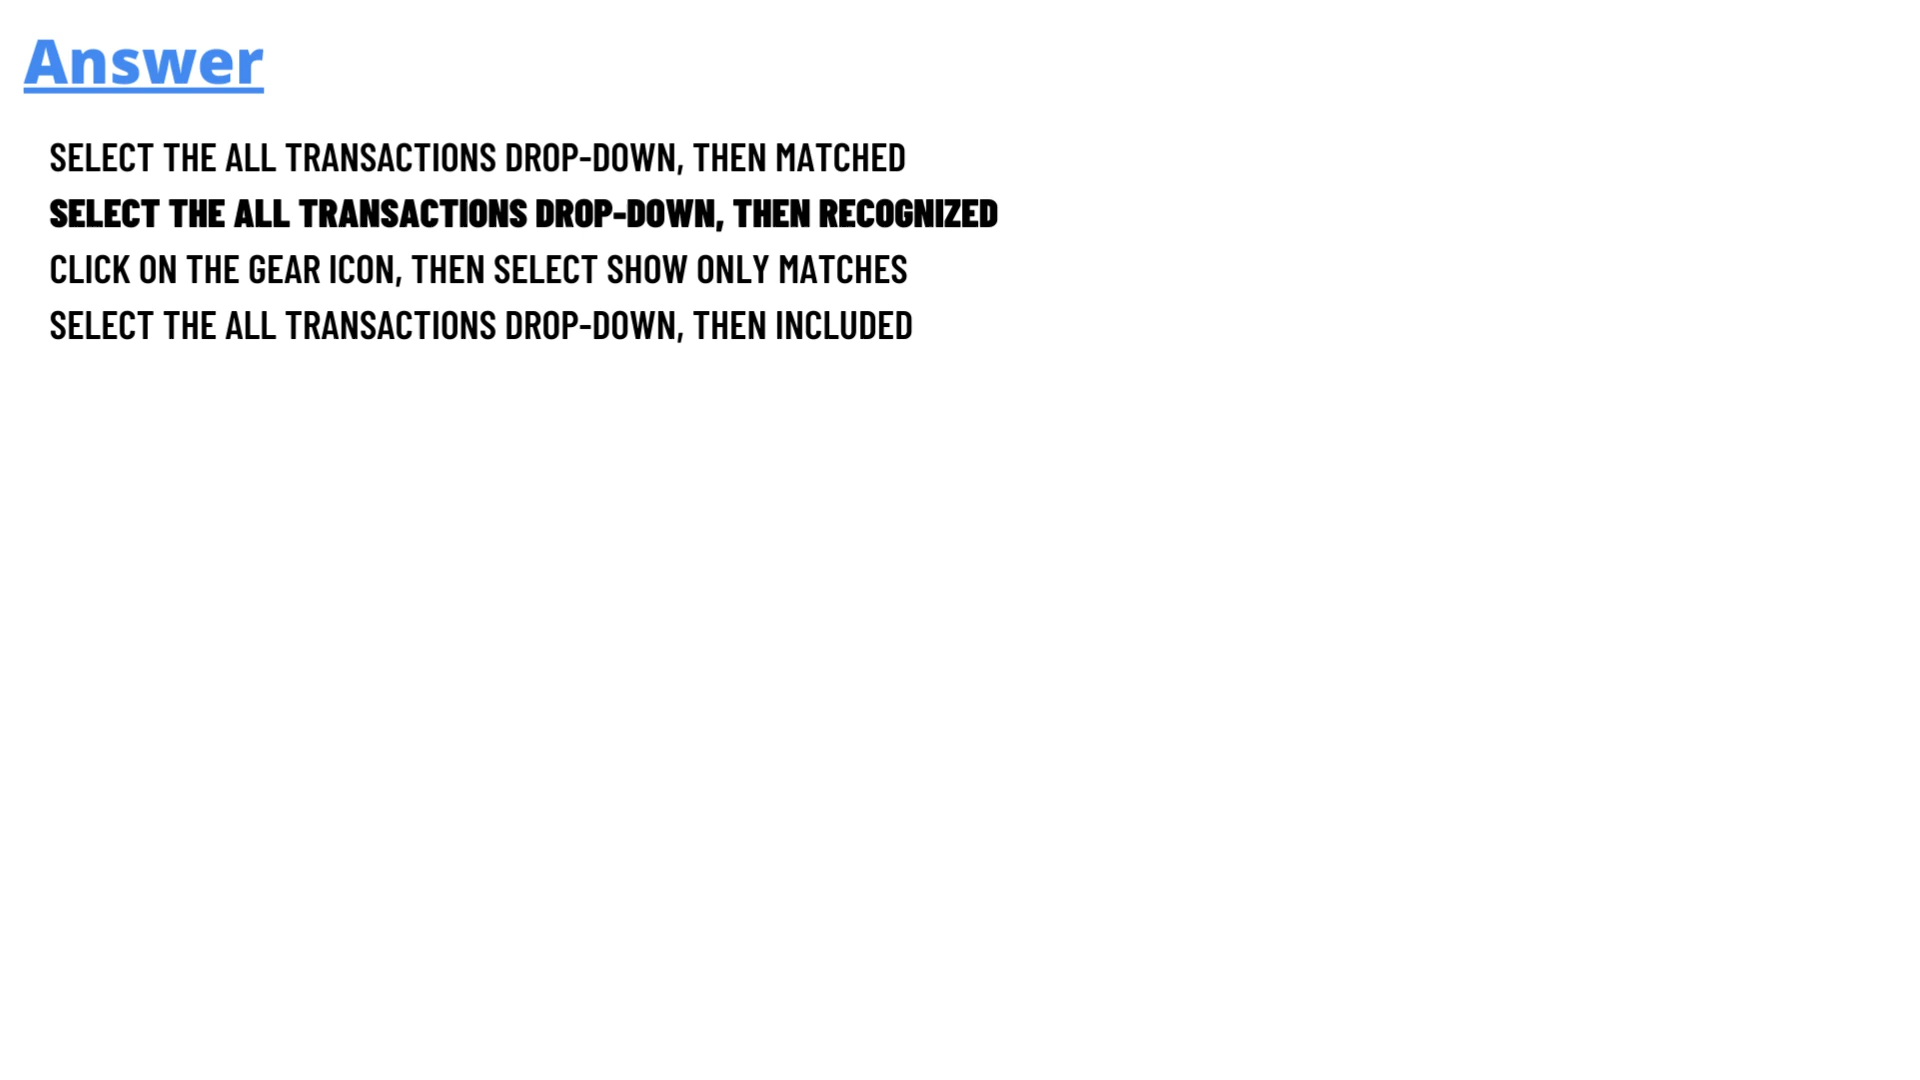 Answer
SELECT THE ALL TRANSACTIONS DROP-DOWN, THEN MATCHED
SELECT THE ALL TRANSACTIONS DROP-DOWN, THEN RECOGNIZED
CLICK ON THE GEAR ICON, THEN SELECT SHOW ONLY MATCHES
SELECT THE ALL TRANSACTIONS DROP-DOWN, THEN INCLUDED